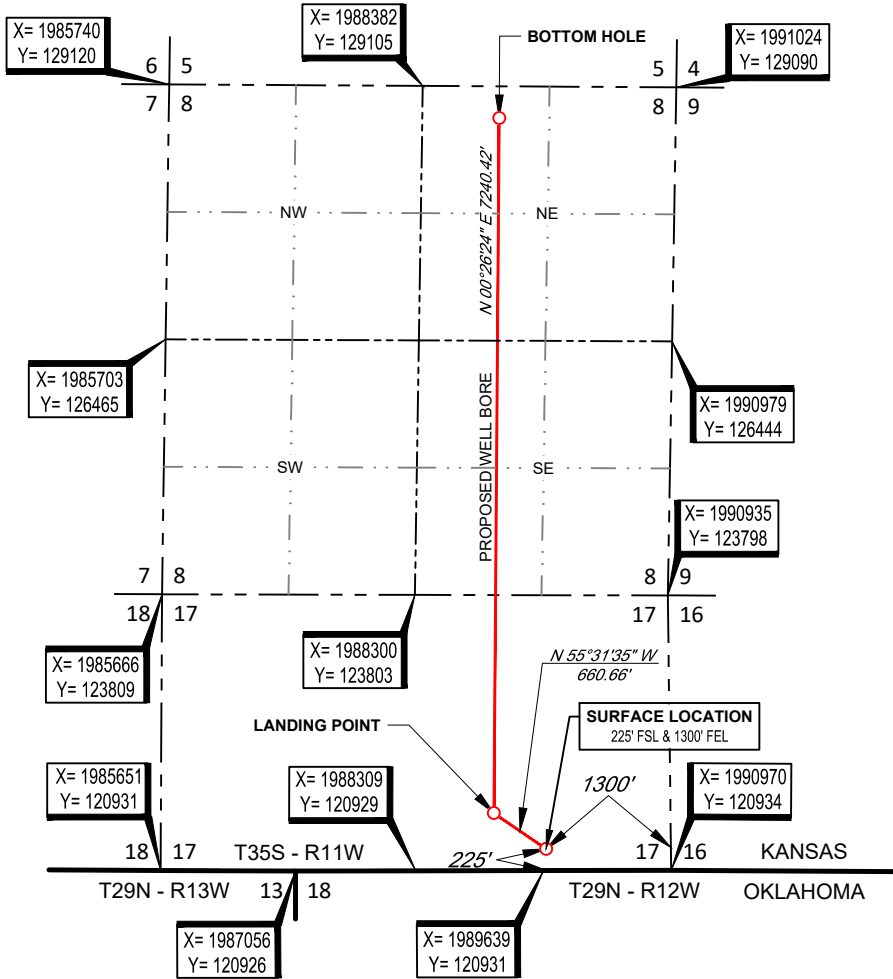 X= 1985740
Y= 129120
X= 1988382
Y= 129105
BOTTOM HOLE
X= 1991024
Y= 129090
6 5
7 8
5 4
8 9
NW
NE
N 00°26'24" E 7240.42'
X= 1985703
Y= 126465
X= 1990979
Y= 126444
PROPOSED WELL BORE
SW
SE
X= 1990935
Y= 123798
7 8
18 17
8 9
17 16
X= 1985666
Y= 123809
X= 1988300
Y= 123803
N 55°31'35" W
660.66'
LANDING POINT
SURFACE LOCATION
225' FSL & 1300' FEL
X= 1985651
Y= 120931
X= 1988309
Y= 120929
1300'
X= 1990970
Y= 120934
18 17
T35S - R11W
225'
17 16
KANSAS
T29N - R13W
13 18
T29N - R12W
OKLAHOMA
X= 1987056
Y= 120926
X= 1989639
Y= 120931